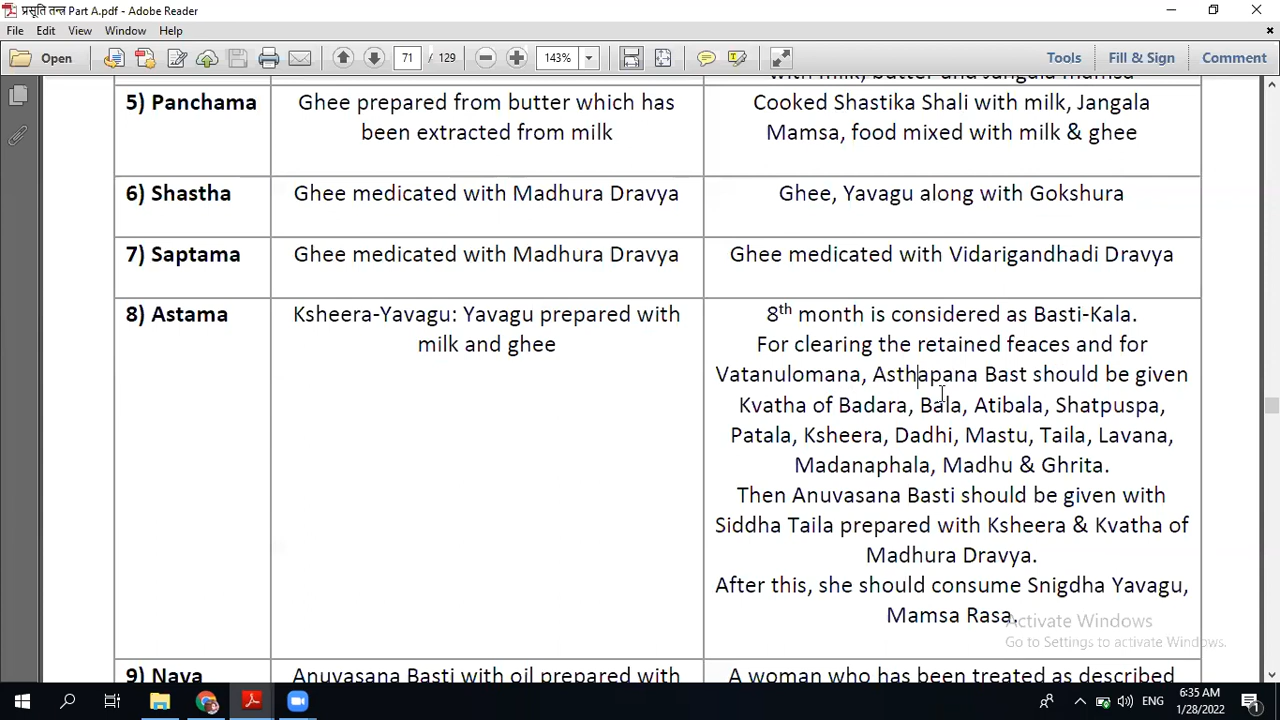 प्रसूति तन्त्र Part A.pdf - Adobe Reader
File Edit View Window Help
Open 71 / 129 143% Tools Fill & Sign Comment
with milk, butter and Jangala mamsa
5) Panchama Ghee prepared from butter which has Cooked Shastika Shali with milk, Jangala
been extracted from milk Mamsa, food mixed with milk & ghee
6) Shastha Ghee medicated with Madhura Dravya Ghee, Yavagu along with Gokshura
7) Saptama Ghee medicated with Madhura Dravya Ghee medicated with Vidarigandhadi Dravya
8) Astama Ksheera-Yavagu: Yavagu prepared with 8th month is considered as Basti-Kala.
milk and ghee For clearing the retained feaces and for
Vatanulomana, Asthapana Bast should be given
Kvatha of Badara, Bala, Atibala, Shatpuspa,
Patala, Ksheera, Dadhi, Mastu, Taila, Lavana,
Madanaphala, Madhu & Ghrita.
Then Anuvasana Basti should be given with
Siddha Taila prepared with Ksheera & Kvatha of
Madhura Dravya.
After this, she should consume Snigdha Yavagu,
Mamsa Rasa.
Activate Windows
Go to Settings to activate Windows.
9) Nava Anuvasana Basti with oil prepared with A woman who has been treated as described
ENG 6:35 AM
1/28/2022